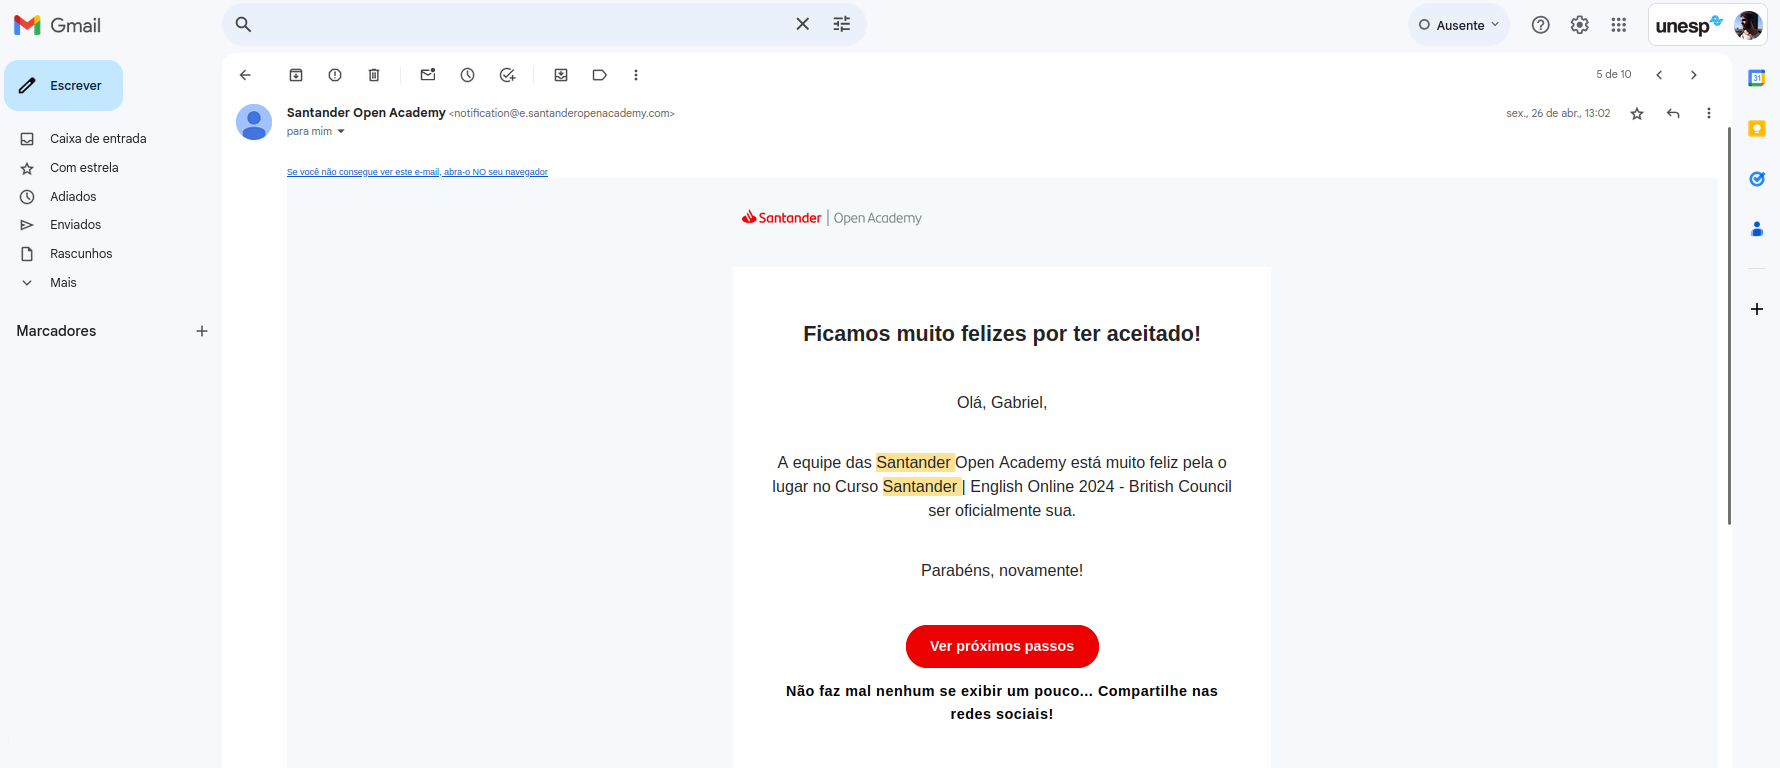 Gmail
Ausente
unesp
Escrever
5 de 10
31
Santander Open Academy <notification@e.santanderopenacademy.com>
sex., 26 de abr., 13:02
para mim
Caixa de entrada
Com estrela
Adiados
Enviados
Rascunhos
Mais
Marcadores
Se você não consegue ver este e-mail, abra-o NO seu navegador
Santander | Open Academy
Ficamos muito felizes por ter aceitado!
Olá, Gabriel,
A equipe das Santander Open Academy está muito feliz pela o
lugar no Curso Santander | English Online 2024 - British Council
ser oficialmente sua.
Parabéns, novamente!
Ver próximos passos
Não faz mal nenhum se exibir um pouco... Compartilhe nas
redes sociais!